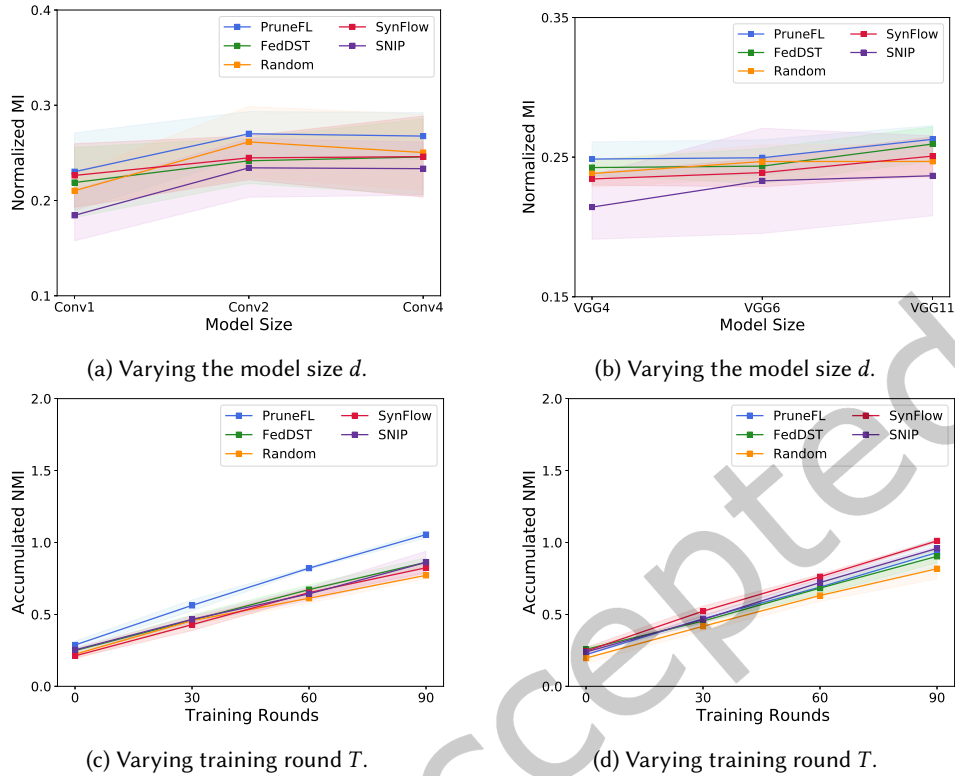 0.4
0.3
0.2
0.1
Normalized MI
PruneFL
FedDST
Random
SynFlow
SNIP
Conv1
Conv2
Conv4
Model Size
(a) Varying the model size d.
0.35
0.25
0.15
Normalized MI
PruneFL
FedDST
Random
SynFlow
SNIP
VGG4
VGG6
VGG11
Model Size
(b) Varying the model size d.
2.0
1.5
1.0
0.5
0.0
Accumulated NMI
PruneFL
FedDST
Random
SynFlow
SNIP
0
30
60
90
Training Rounds
(c) Varying training round T.
2.0
1.5
1.0
0.5
0.0
Accumulated NMI
PruneFL
FedDST
Random
SynFlow
SNIP
0
30
60
90
Training Rounds
(d) Varying training round T.
ccepted